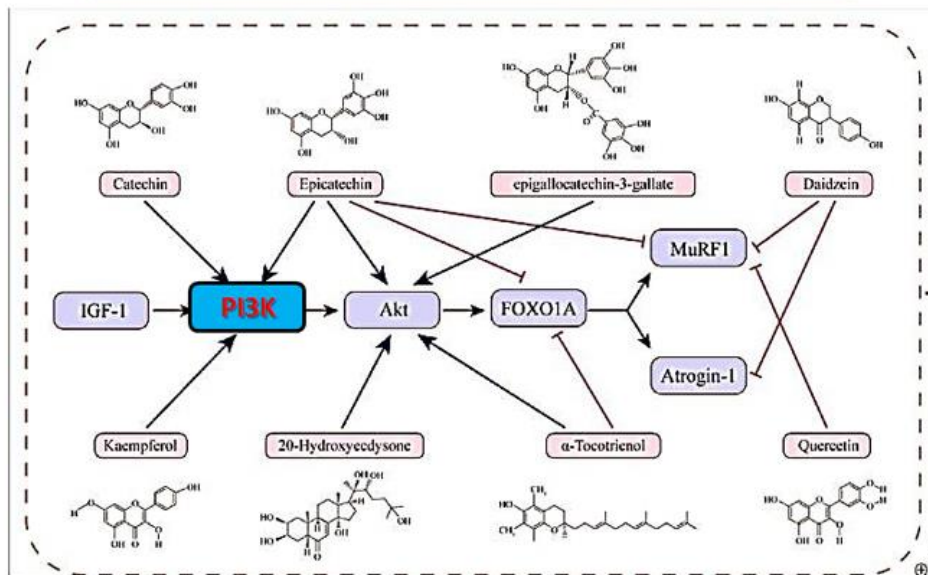 Catechin
Epicatechin
epigallocatechin-3-gallate
Daidzein
MuRF1
IGF-1
PI3K
Akt
FOXO1A
Atrogin-1
Kaempferol
20-Hydroxyecdysone
α-Tocotrienol
Quercetin